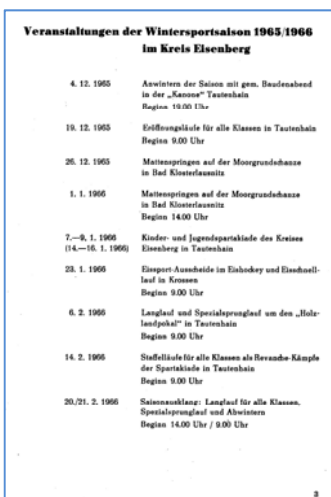 Veranstaltungen der Wintersportsaison 1965/1966
im Kreis Eisenberg
4. 12. 1965 Anwintern der Saison mit gem. Baudenabend
in der „Kanone" Tautenhain
Beginn 19.00 Uhr
19. 12. 1965 Eröffnungsläufe für alle Klassen in Tautenhain
Beginn 9.00 Uhr
26. 12. 1965 Mattenspringen auf der Moorgrundschanze
in Bad Klosterlausnitz
1. 1. 1966 Mattenspringen auf der Moorgrundschanze
in Bad Klosterlausnitz
Beginn 14.00 Uhr
7.—9. 1. 1966 Kinder- und Jugendspartakiade des Kreises
(14.—16. 1. 1966) Eisenberg in Tautenhain
23. 1. 1966 Eissport-Ausscheide im Eishockey und Eisschnell-
lauf in Krossen
Beginn 9.00 Uhr
6. 2. 1966 Langlauf und Spezialsprunglauf um den „Holz-
landpokal" in Tautenhain
Beginn 9.00 Uhr
14. 2. 1966 Staffelläufe für alle Klassen als Revanche-Kämpfe
der Spartakiade in Tautenhain
Beginn 9.00 Uhr
20./21. 2. 1966 Saisonausklang: Langlauf für alle Klassen,
Spezialsprunglauf und Abwintern
Beginn 14.00 Uhr / 9.00 Uhr
3